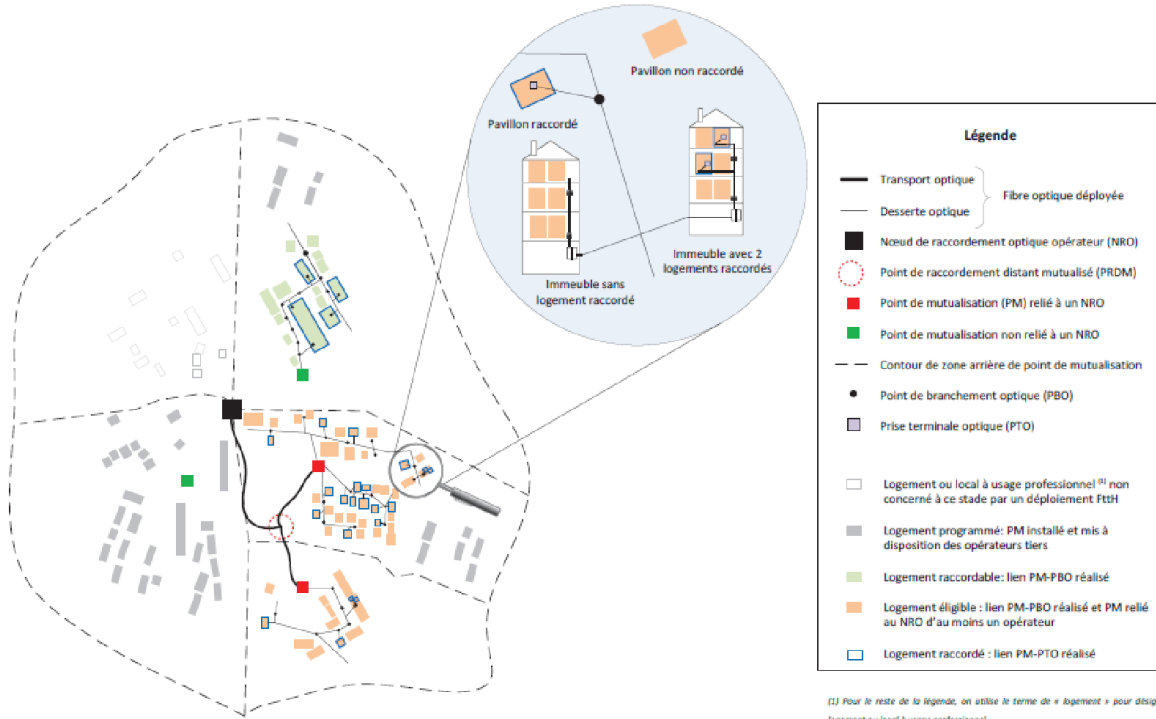 Pavillon non raccordé
Pavillon raccordé
Immeuble sans
logement raccordé
Immeuble avec 2
logements raccordés
Légende
Transport optique
Desserte optique
Fibre optique déployée
Nœud de raccordement optique opérateur (NRO)
Point de raccordement distant mutualisé (PRDM)
Point de mutualisation (PM) relié à un NRO
Point de mutualisation non relié à un NRO
Contour de zone arrière de point de mutualisation
Point de branchement optique (PBO)
Prise terminale optique (PTO)
Logement ou local à usage professionnel (1) non
concerné à ce stade par un déploiement FttH
Logement programmé: PM installé et mis à
disposition des opérateurs tiers
Logement raccordable: lien PM-PBO réalisé
Logement éligible : lien PM-PBO réalisé et PM relié
au NRO d'au moins un opérateur
Logement raccordé : lien PM-PTO réalisé
(1) Pour le reste de la légende, on utilise le terme de « logement » pour désig